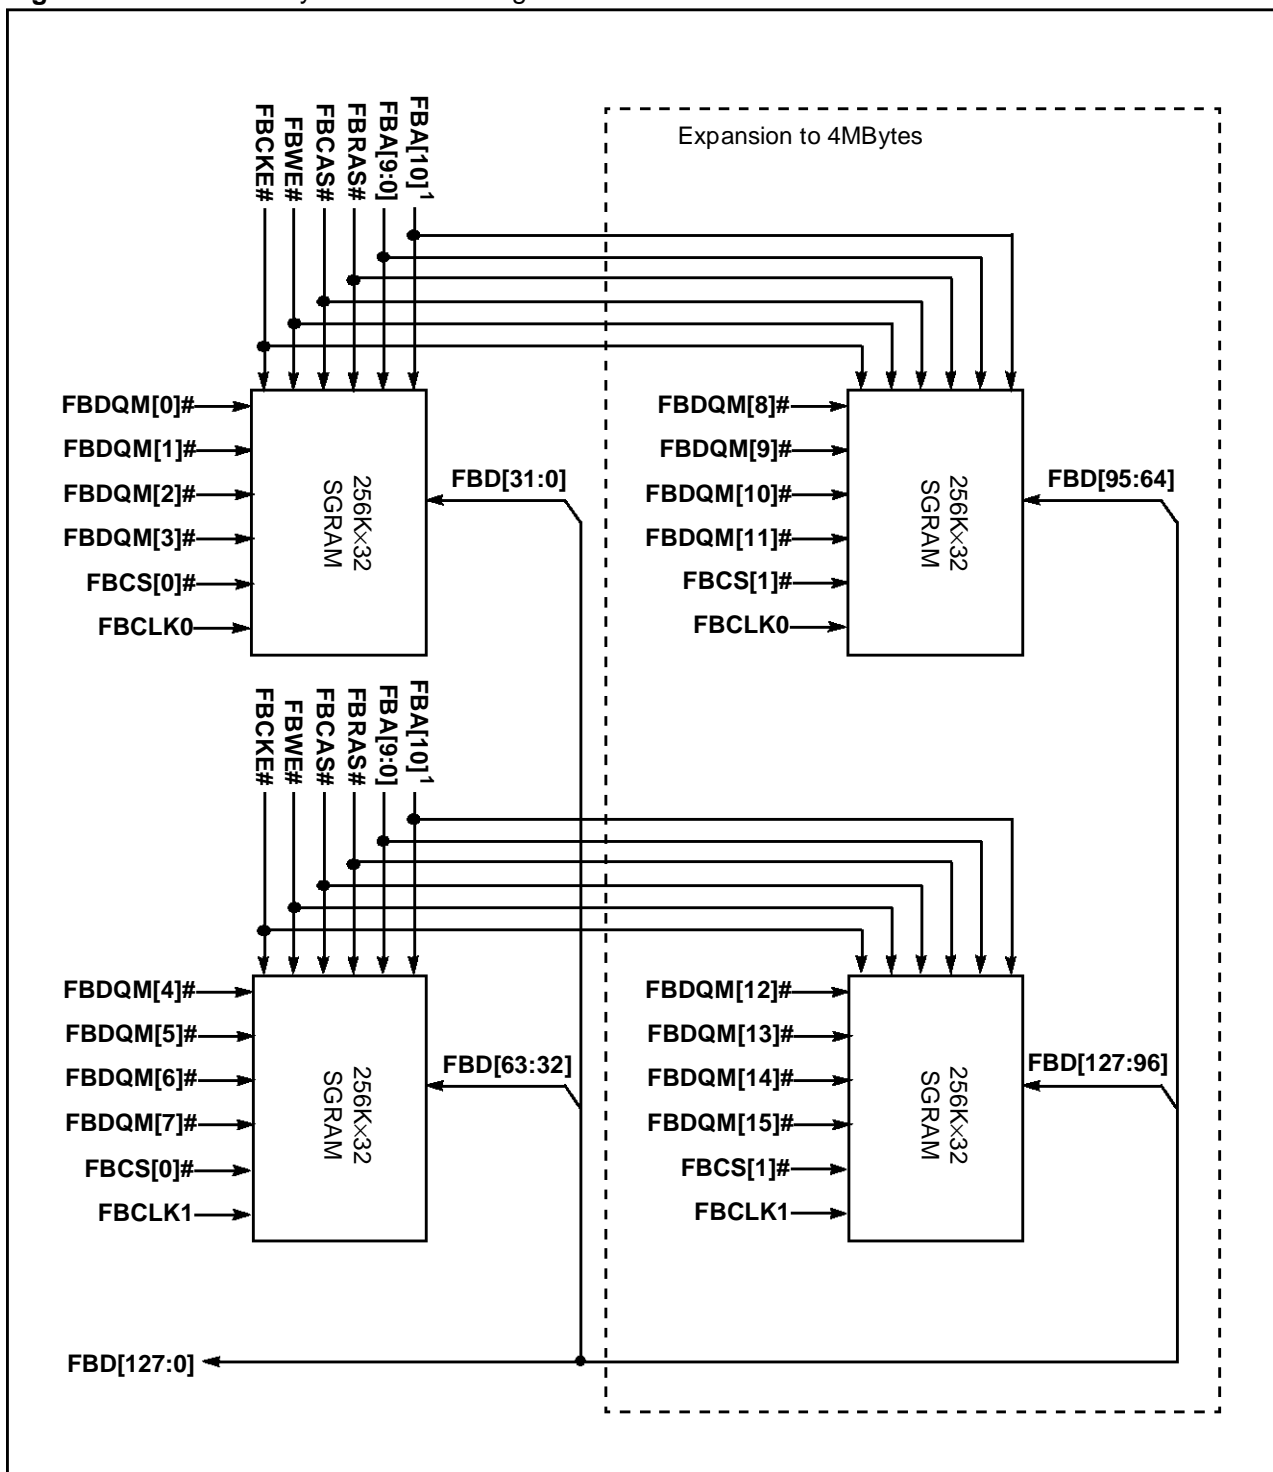 FBCKE#
FBWE#
FBCAS#
FBRAS#
FBA[9:0]
FBA[10]1
Expansion to 4MBytes
FBDQM[0]#
FBDQM[1]#
FBDQM[2]#
FBDQM[3]#
FBCS[0]#
FBCLK0
256K×32
SGRAM
FBD[31:0]
FBDQM[8]#
FBDQM[9]#
FBDQM[10]#
FBDQM[11]#
FBCS[1]#
FBCLK0
256K×32
SGRAM
FBD[95:64]
FBCKE#
FBWE#
FBCAS#
FBRAS#
FBA[9:0]
FBA[10]1
FBDQM[4]#
FBDQM[5]#
FBDQM[6]#
FBDQM[7]#
FBCS[0]#
FBCLK1
256K×32
SGRAM
FBD[63:32]
FBDQM[12]#
FBDQM[13]#
FBDQM[14]#
FBDQM[15]#
FBCS[1]#
FBCLK1
256K×32
SGRAM
FBD[127:96]
FBD[127:0]